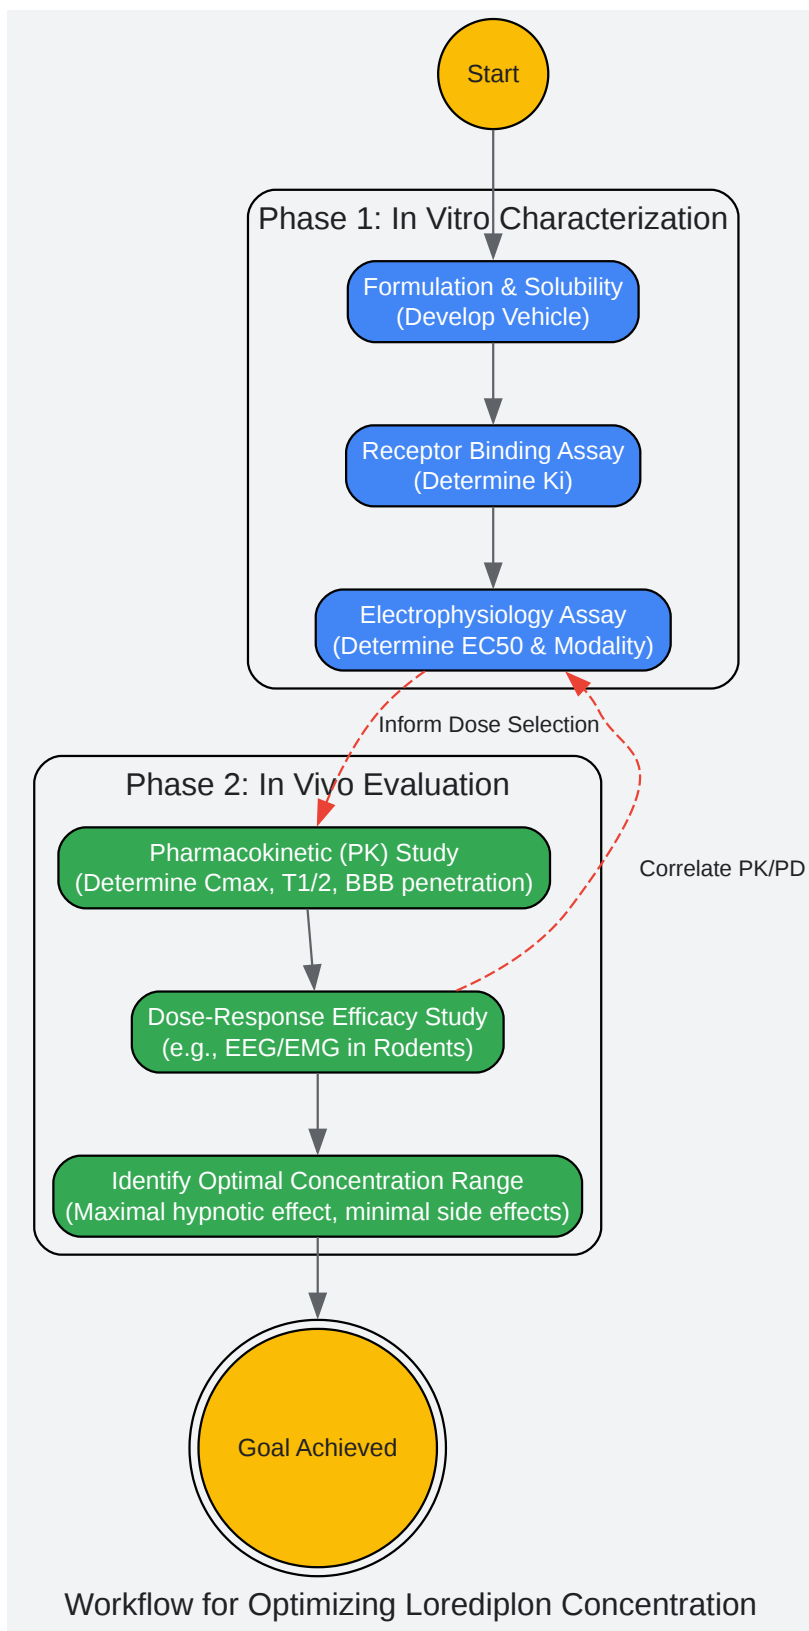 Start
Phase 1: In Vitro Characterization
Formulation & Solubility
(Develop Vehicle)
Receptor Binding Assay
(Determine Ki)
Electrophysiology Assay
(Determine EC50 & Modality)
Inform Dose Selection
Phase 2: In Vivo Evaluation
Pharmacokinetic (PK) Study
(Determine Cmax, T1/2, BBB penetration)
Correlate PK/PD
Dose-Response Efficacy Study
(e.g., EEG/EMG in Rodents)
Identify Optimal Concentration Range
(Maximal hypnotic effect, minimal side effects)
Goal Achieved
Workflow for Optimizing Lorediplon Concentration